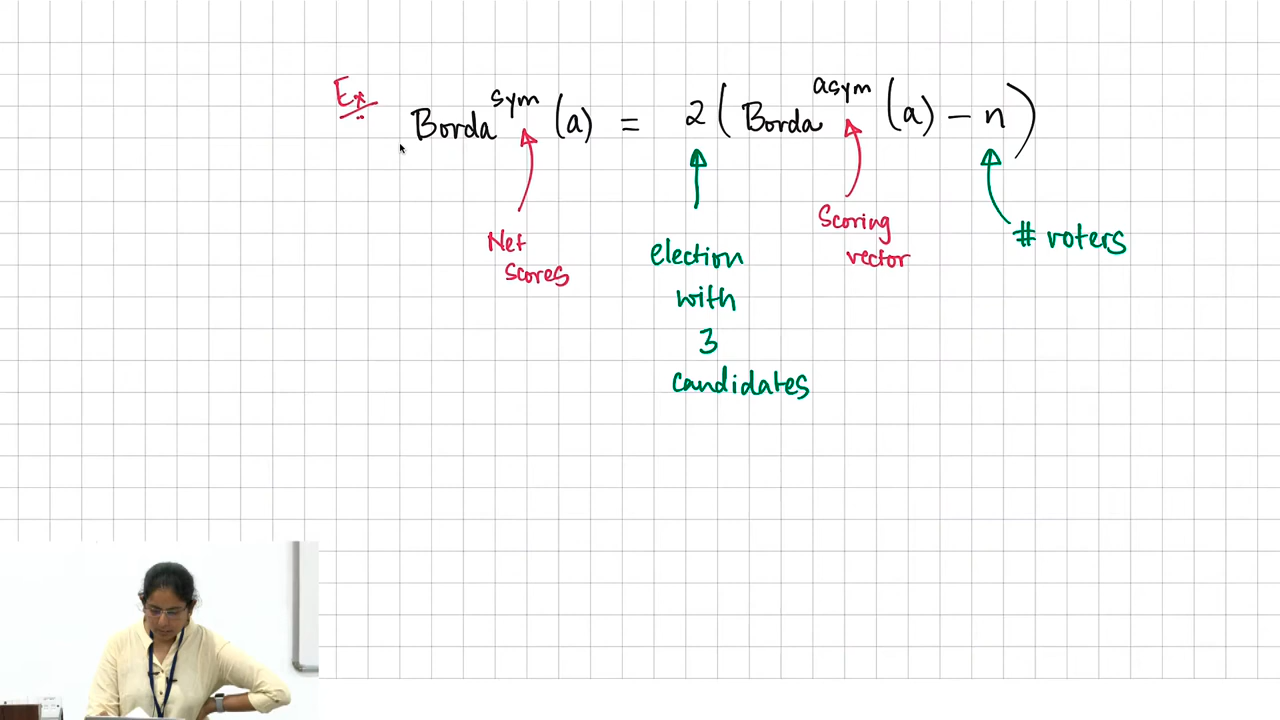 Ex
Borda^sym (a) = 2 ( Borda^asym (a) − n )
Net
scores
election
with
3
candidates
Scoring
vector
# voters